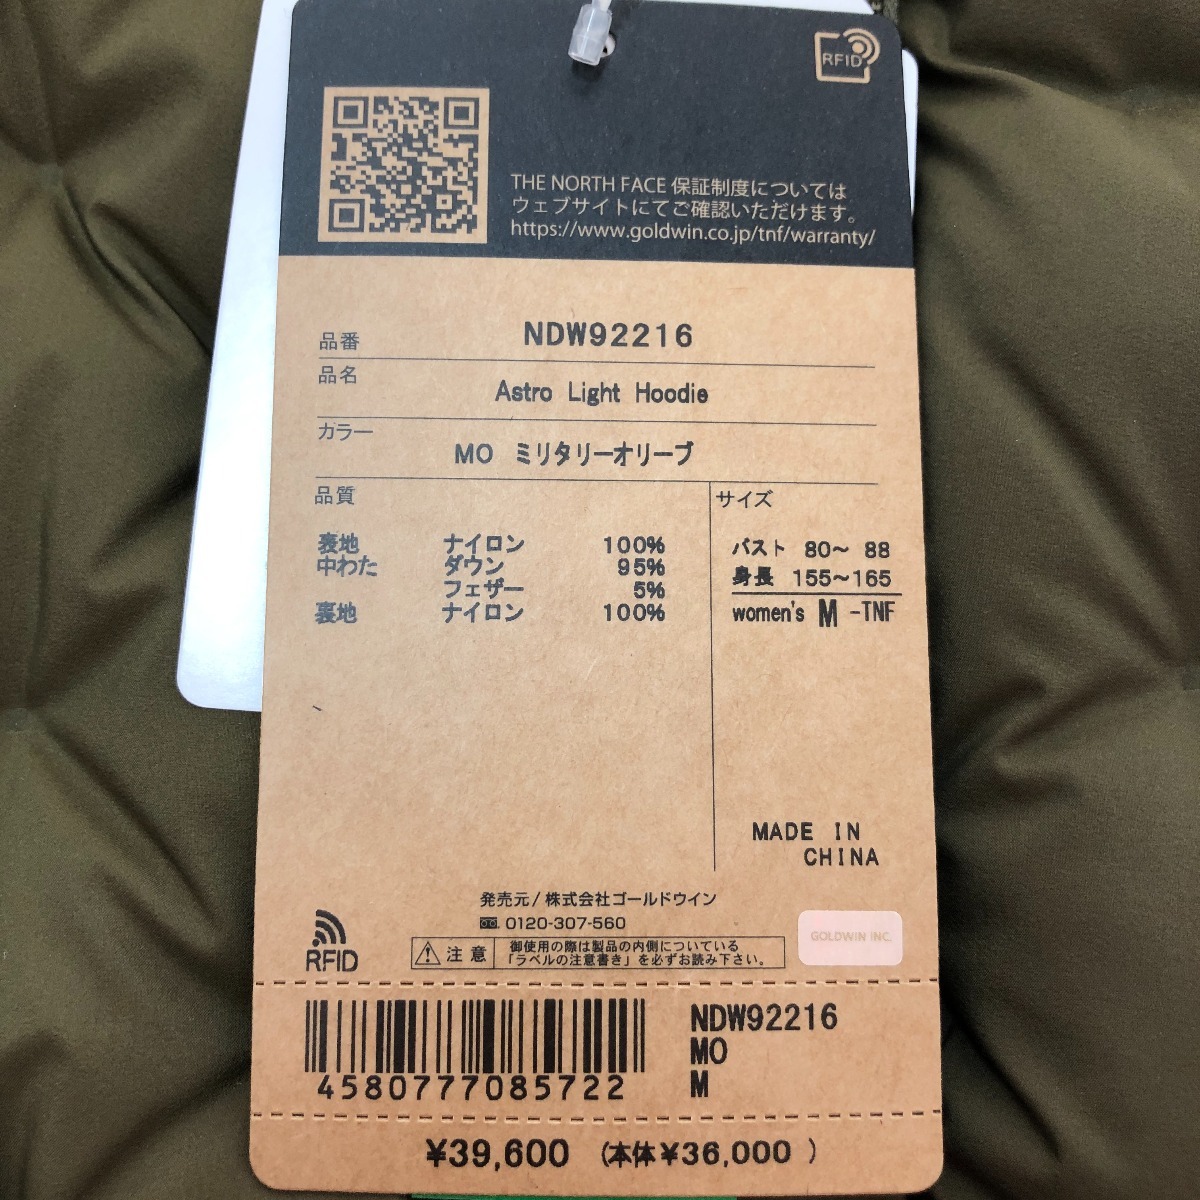 RFID
THE NORTH FACE 保証制度については
ウェブサイトにてご確認いただけます。
https://www.goldwin.co.jp/tnf/warranty/
品番 NDW92216
品名 Astro Light Hoodie
カラー MO ミリタリーオリーブ
品質
表地 ナイロン 100%
中わた ダウン 95%
フェザー 5%
裏地 ナイロン 100%
サイズ
バスト 80〜 88
身長 155〜165
women's M -TNF
MADE IN
CHINA
発売元/株式会社ゴールドウイン
0120-307-560
RFID
注意
御使用の際は製品の内側についている
「ラベルの注意書き」を必ずお読み下さい。
GOLDWIN INC.
4580777085722
NDW92216
MO
M
¥39,600 (本体¥36,000 )